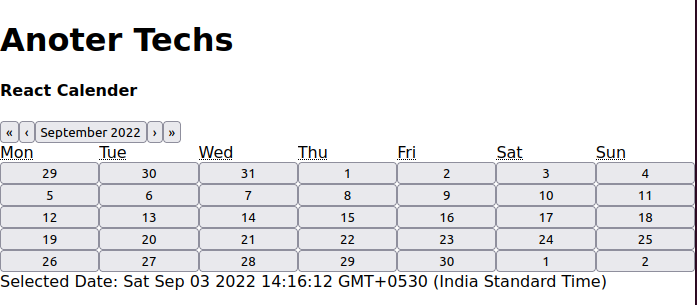 Anoter Techs
React Calender
« ‹ September 2022 › »
Mon Tue Wed Thu Fri Sat Sun
29 30 31 1 2 3 4
5 6 7 8 9 10 11
12 13 14 15 16 17 18
19 20 21 22 23 24 25
26 27 28 29 30 1 2
Selected Date: Sat Sep 03 2022 14:16:12 GMT+0530 (India Standard Time)